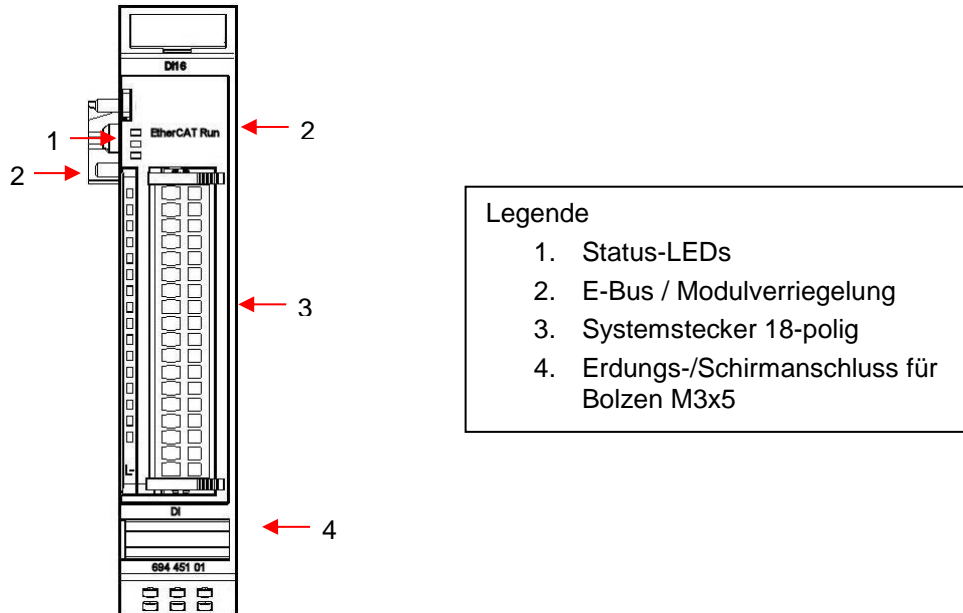 DI16
1
EtherCAT Run
2
2
3
L-
DI
4
694 451 01
Legende
1. Status-LEDs
2. E-Bus / Modulverriegelung
3. Systemstecker 18-polig
4. Erdungs-/Schirmanschluss für
Bolzen M3x5